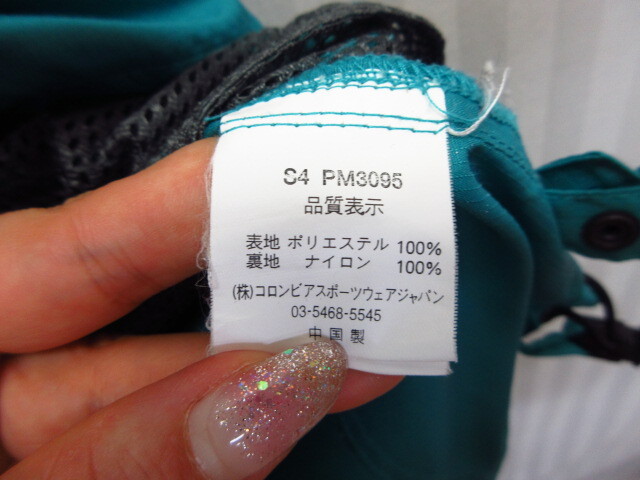 S4 PM3095
品質表示
表地 ポリエステル 100%
裏地 ナイロン 100%
(株)コロンビアスポーツウェアジャパン
03-5468-5545
中国製